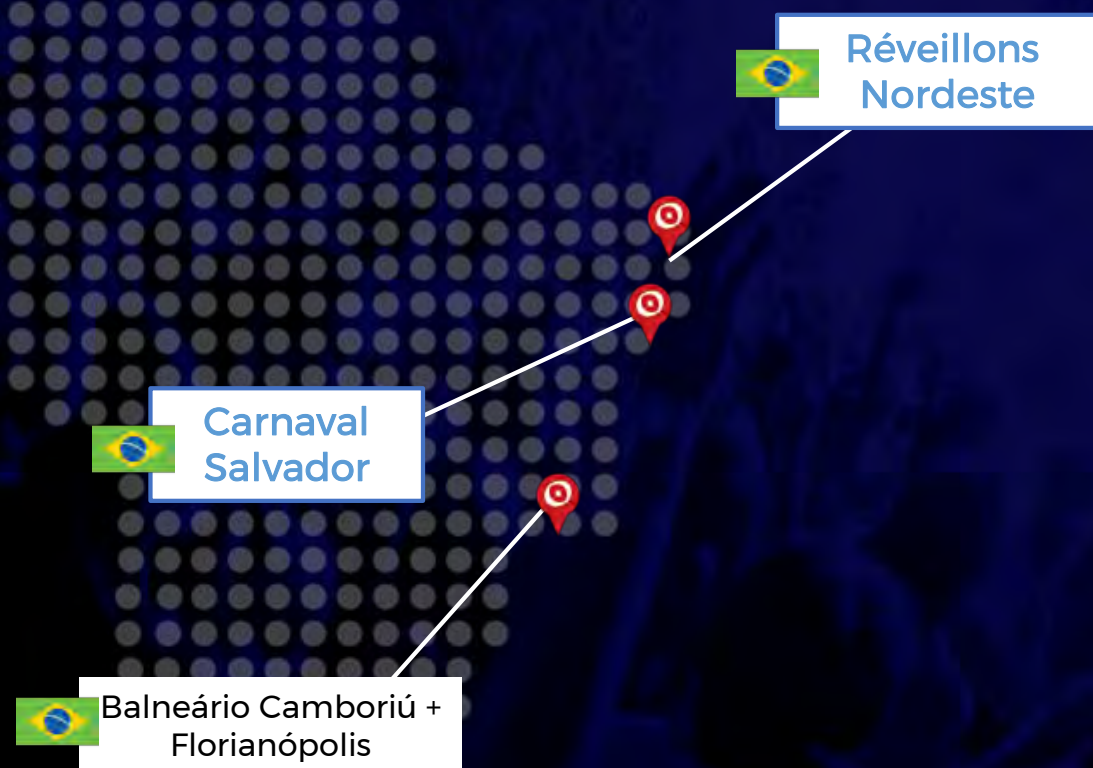 Réveillons
Nordeste
Carnaval
Salvador
Balneário Camboriú +
Florianópolis